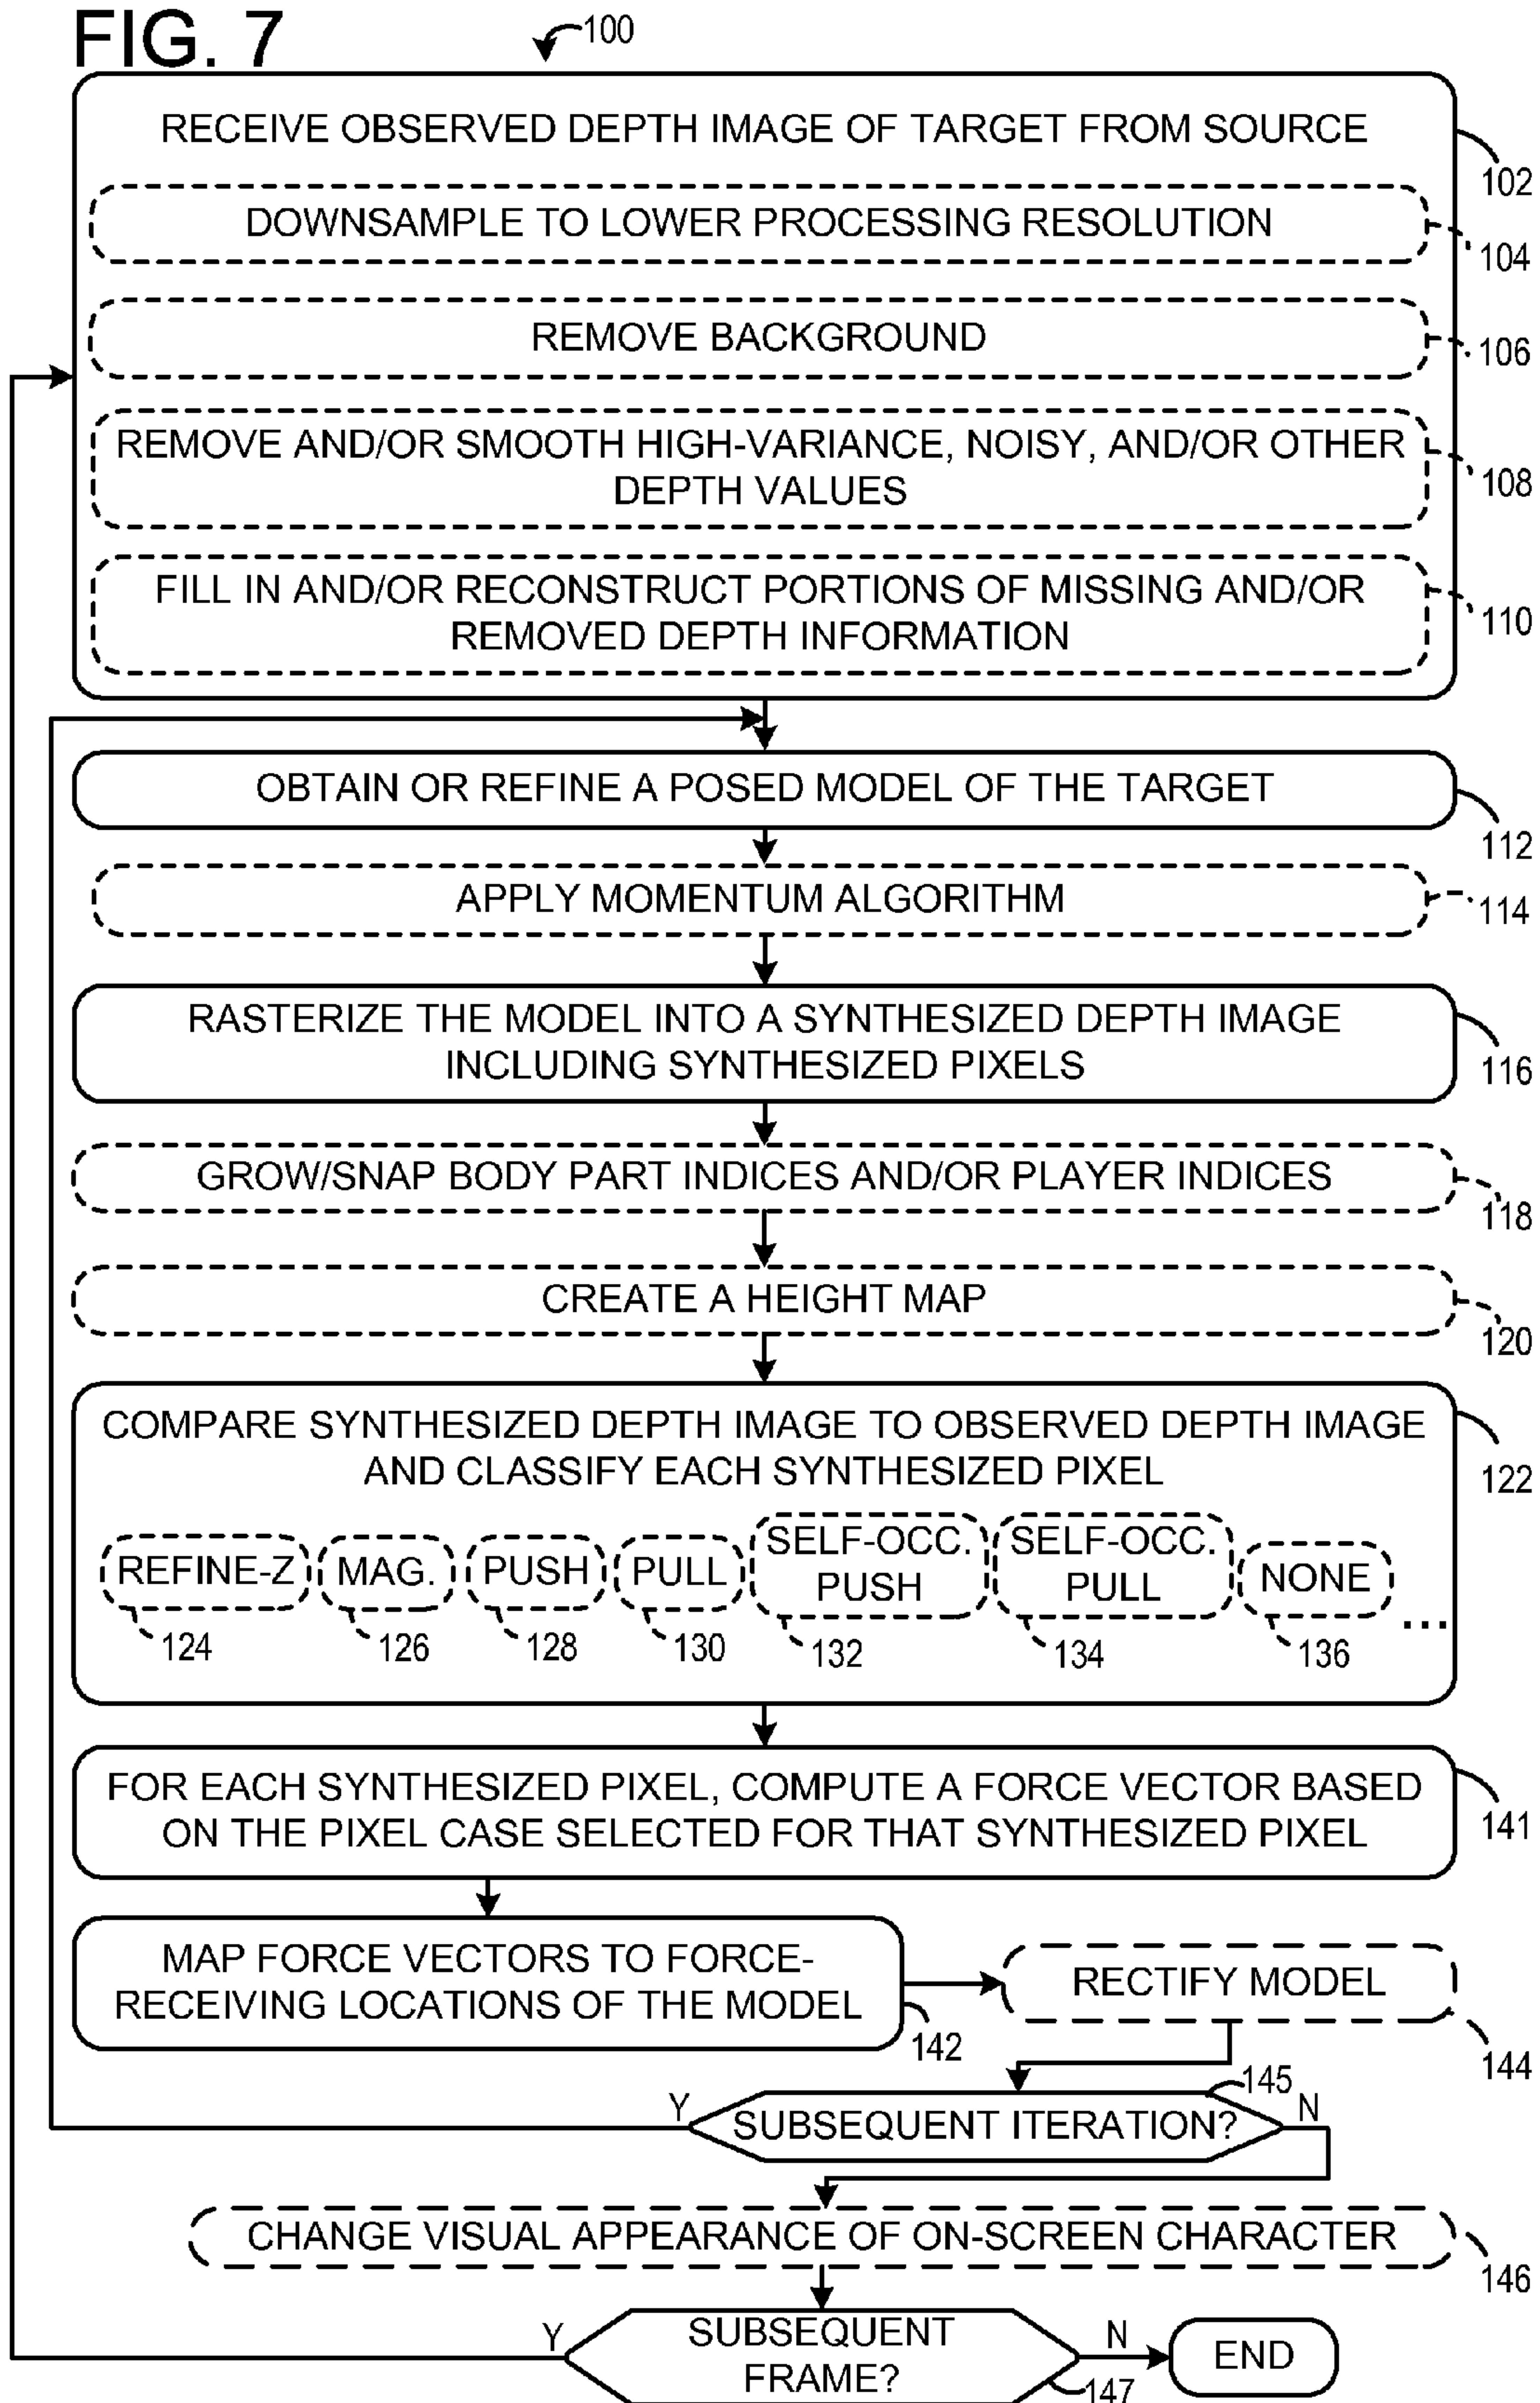 FIG. 7
100
RECEIVE OBSERVED DEPTH IMAGE OF TARGET FROM SOURCE
102
DOWNSAMPLE TO LOWER PROCESSING RESOLUTION
104
REMOVE BACKGROUND
106
REMOVE AND/OR SMOOTH HIGH-VARIANCE, NOISY, AND/OR OTHER
DEPTH VALUES
108
FILL IN AND/OR RECONSTRUCT PORTIONS OF MISSING AND/OR
REMOVED DEPTH INFORMATION
110
OBTAIN OR REFINE A POSED MODEL OF THE TARGET
112
APPLY MOMENTUM ALGORITHM
114
RASTERIZE THE MODEL INTO A SYNTHESIZED DEPTH IMAGE
INCLUDING SYNTHESIZED PIXELS
116
GROW/SNAP BODY PART INDICES AND/OR PLAYER INDICES
118
CREATE A HEIGHT MAP
120
COMPARE SYNTHESIZED DEPTH IMAGE TO OBSERVED DEPTH IMAGE
AND CLASSIFY EACH SYNTHESIZED PIXEL
122
REFINE-Z
124
MAG.
126
PUSH
128
PULL
130
SELF-OCC.
PUSH
132
SELF-OCC.
PULL
134
NONE
136
...
FOR EACH SYNTHESIZED PIXEL, COMPUTE A FORCE VECTOR BASED
ON THE PIXEL CASE SELECTED FOR THAT SYNTHESIZED PIXEL
141
MAP FORCE VECTORS TO FORCE-
RECEIVING LOCATIONS OF THE MODEL
142
RECTIFY MODEL
144
145
Y
SUBSEQUENT ITERATION?
N
CHANGE VISUAL APPEARANCE OF ON-SCREEN CHARACTER
146
Y
SUBSEQUENT
FRAME?
N
END
147